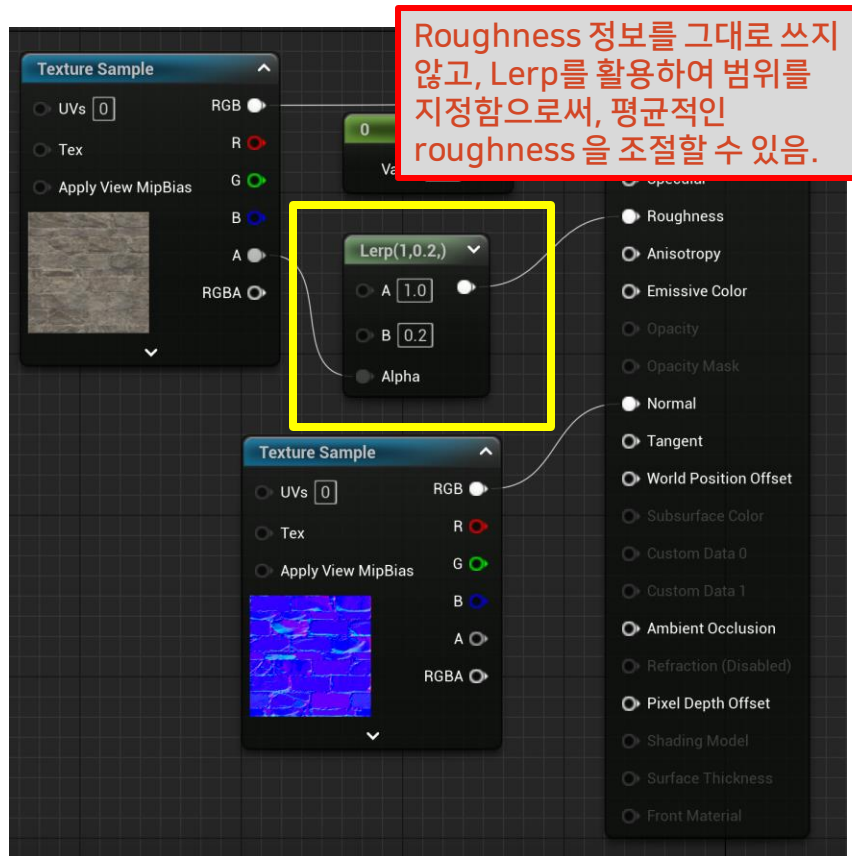 Roughness 정보를 그대로 쓰지
않고, Lerp를 활용하여 범위를
지정함으로써, 평균적인
roughness 을 조절할 수 있음.
Texture Sample
UVs 0
RGB
Tex
R
Apply View MipBias
G
B
A
RGBA
0
Lerp(1,0.2,)
A 1.0
B 0.2
Alpha
Texture Sample
UVs 0
RGB
Tex
R
Apply View MipBias
G
B
A
RGBA
Specular
Roughness
Anisotropy
Emissive Color
Opacity
Opacity Mask
Normal
Tangent
World Position Offset
Subsurface Color
Custom Data 0
Custom Data 1
Ambient Occlusion
Refraction (Disabled)
Pixel Depth Offset
Shading Model
Surface Thickness
Front Material